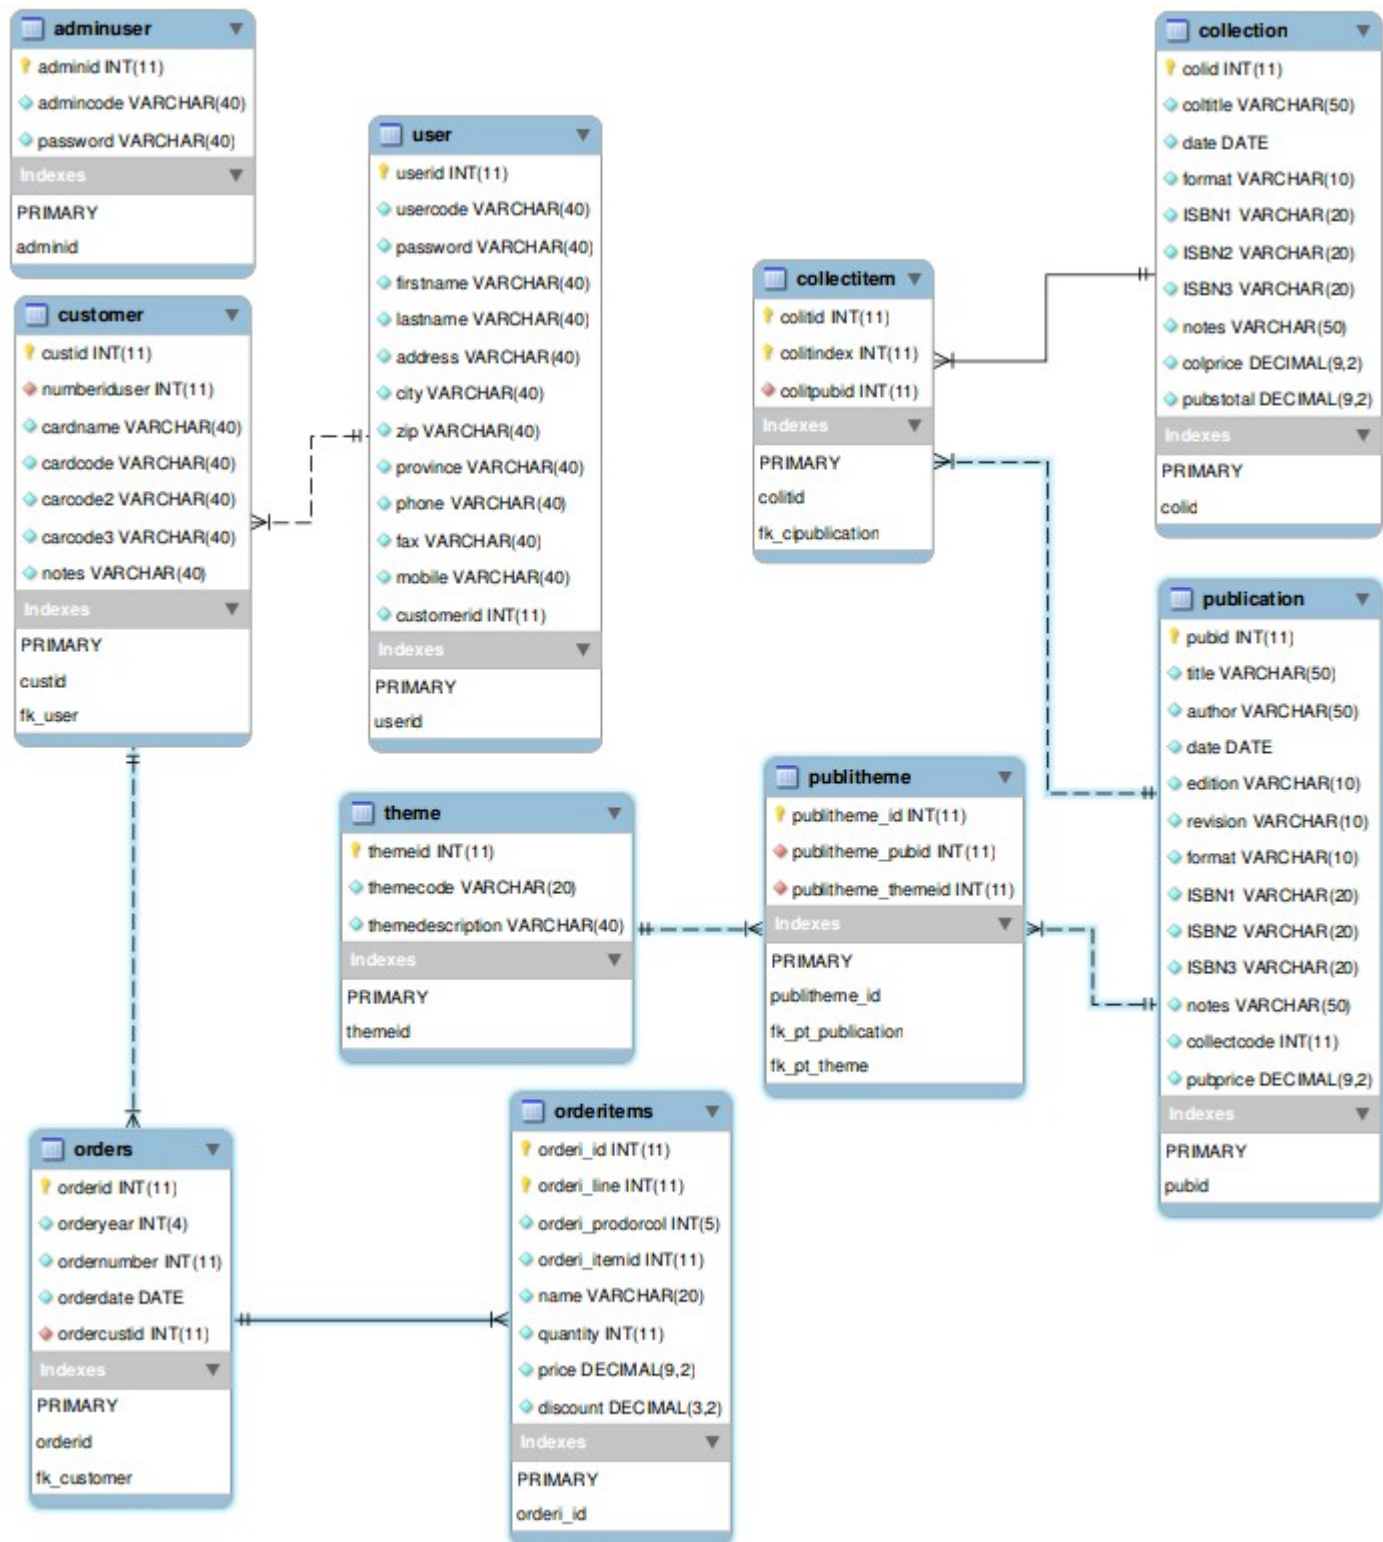 adminuser
adminid INT(11)
admincode VARCHAR(40)
password VARCHAR(40)
Indexes
PRIMARY
adminid
customer
custid INT(11)
numberiduser INT(11)
cardname VARCHAR(40)
cardcode VARCHAR(40)
carcode2 VARCHAR(40)
carcode3 VARCHAR(40)
notes VARCHAR(40)
Indexes
PRIMARY
custid
fk_user
user
userid INT(11)
usercode VARCHAR(40)
password VARCHAR(40)
firstname VARCHAR(40)
lastname VARCHAR(40)
address VARCHAR(40)
city VARCHAR(40)
zip VARCHAR(40)
province VARCHAR(40)
phone VARCHAR(40)
fax VARCHAR(40)
mobile VARCHAR(40)
customerid INT(11)
Indexes
PRIMARY
userid
collectitem
colitid INT(11)
colitindex INT(11)
colitpubid INT(11)
Indexes
PRIMARY
colitid
fk_cipublication
collection
colid INT(11)
coltitle VARCHAR(50)
date DATE
format VARCHAR(10)
ISBN1 VARCHAR(20)
ISBN2 VARCHAR(20)
ISBN3 VARCHAR(20)
notes VARCHAR(50)
colprice DECIMAL(9,2)
pubstotal DECIMAL(9,2)
Indexes
PRIMARY
colid
publication
pubid INT(11)
title VARCHAR(50)
author VARCHAR(50)
date DATE
edition VARCHAR(10)
revision VARCHAR(10)
format VARCHAR(10)
ISBN1 VARCHAR(20)
ISBN2 VARCHAR(20)
ISBN3 VARCHAR(20)
notes VARCHAR(50)
collectcode INT(11)
pubprice DECIMAL(9,2)
Indexes
PRIMARY
pubid
theme
themeid INT(11)
themecode VARCHAR(20)
themedescription VARCHAR(40)
Indexes
PRIMARY
themeid
publitheme
publitheme_id INT(11)
publitheme_pubid INT(11)
publitheme_themeid INT(11)
Indexes
PRIMARY
publitheme_id
fk_pt_publication
fk_pt_theme
orders
orderid INT(11)
orderyear INT(4)
ordernumber INT(11)
orderdate DATE
ordercustid INT(11)
Indexes
PRIMARY
orderid
fk_customer
orderitems
orderi_id INT(11)
orderi_line INT(11)
orderi_prodorcol INT(5)
orderi_itemid INT(11)
name VARCHAR(20)
quantity INT(11)
price DECIMAL(9,2)
discount DECIMAL(3,2)
Indexes
PRIMARY
orderi_id